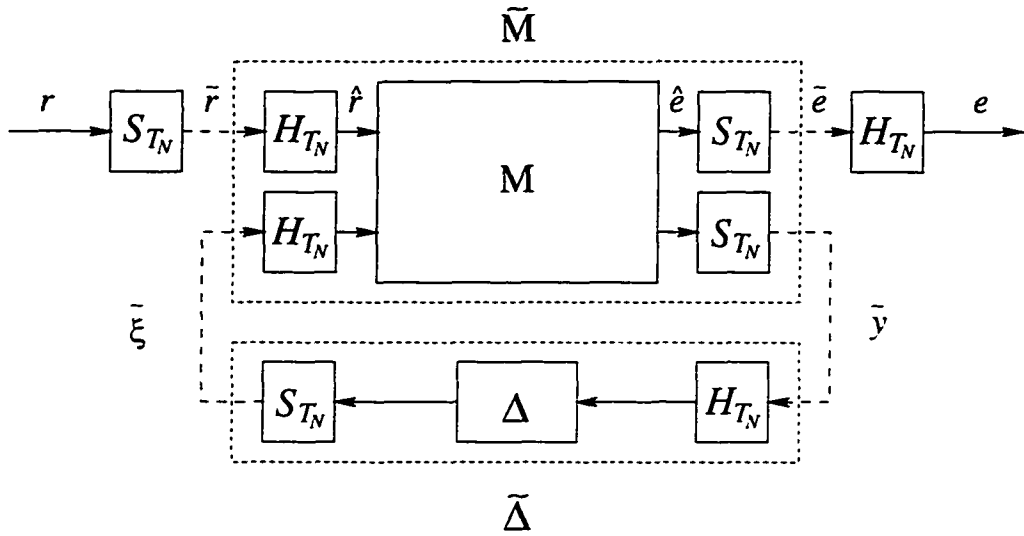 M̃
r
S_{T_N}
r̃
H_{T_N}
r̂
M
ê
S_{T_N}
ẽ
H_{T_N}
e
H_{T_N}
S_{T_N}
ξ̃
ỹ
S_{T_N}
Δ
H_{T_N}
Δ̃